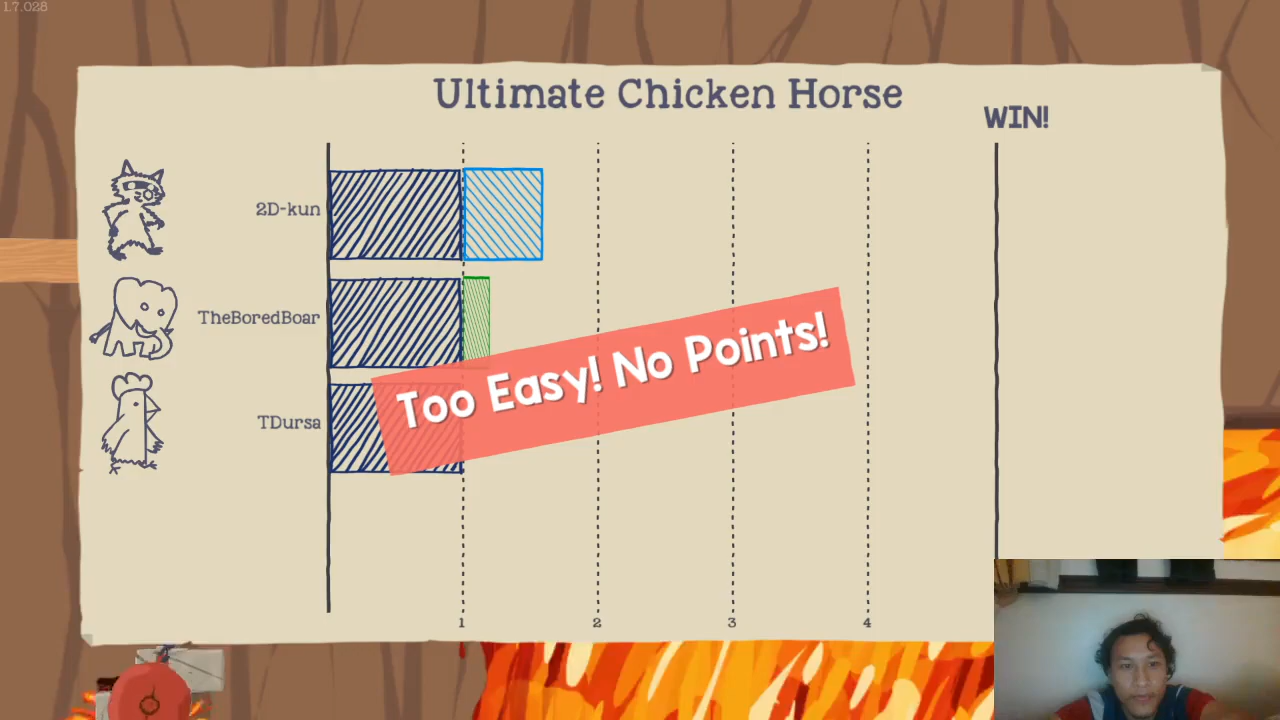 1.7.028
Ultimate Chicken Horse
WIN!
2D-kun
TheBoredBoar
Too Easy! No Points!
TDursa
1 2 3 4